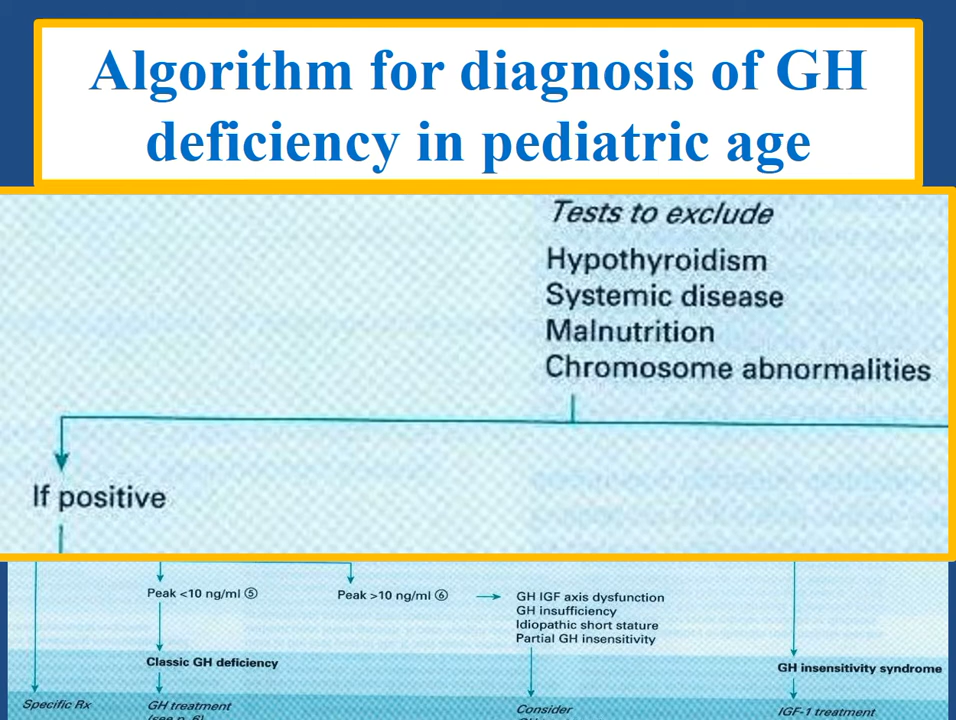 Algorithm for diagnosis of GH
deficiency in pediatric age
Tests to exclude
Hypothyroidism
Systemic disease
Malnutrition
Chromosome abnormalities
If positive
Peak <10 ng/ml ⑤
Peak >10 ng/ml ⑥
GH IGF axis dysfunction
GH insufficiency
Idiopathic short stature
Partial GH insensitivity
Classic GH deficiency
GH insensitivity syndrome
Specific Rx
GH treatment
(see p. 6)
Consider
IGF-1 treatment